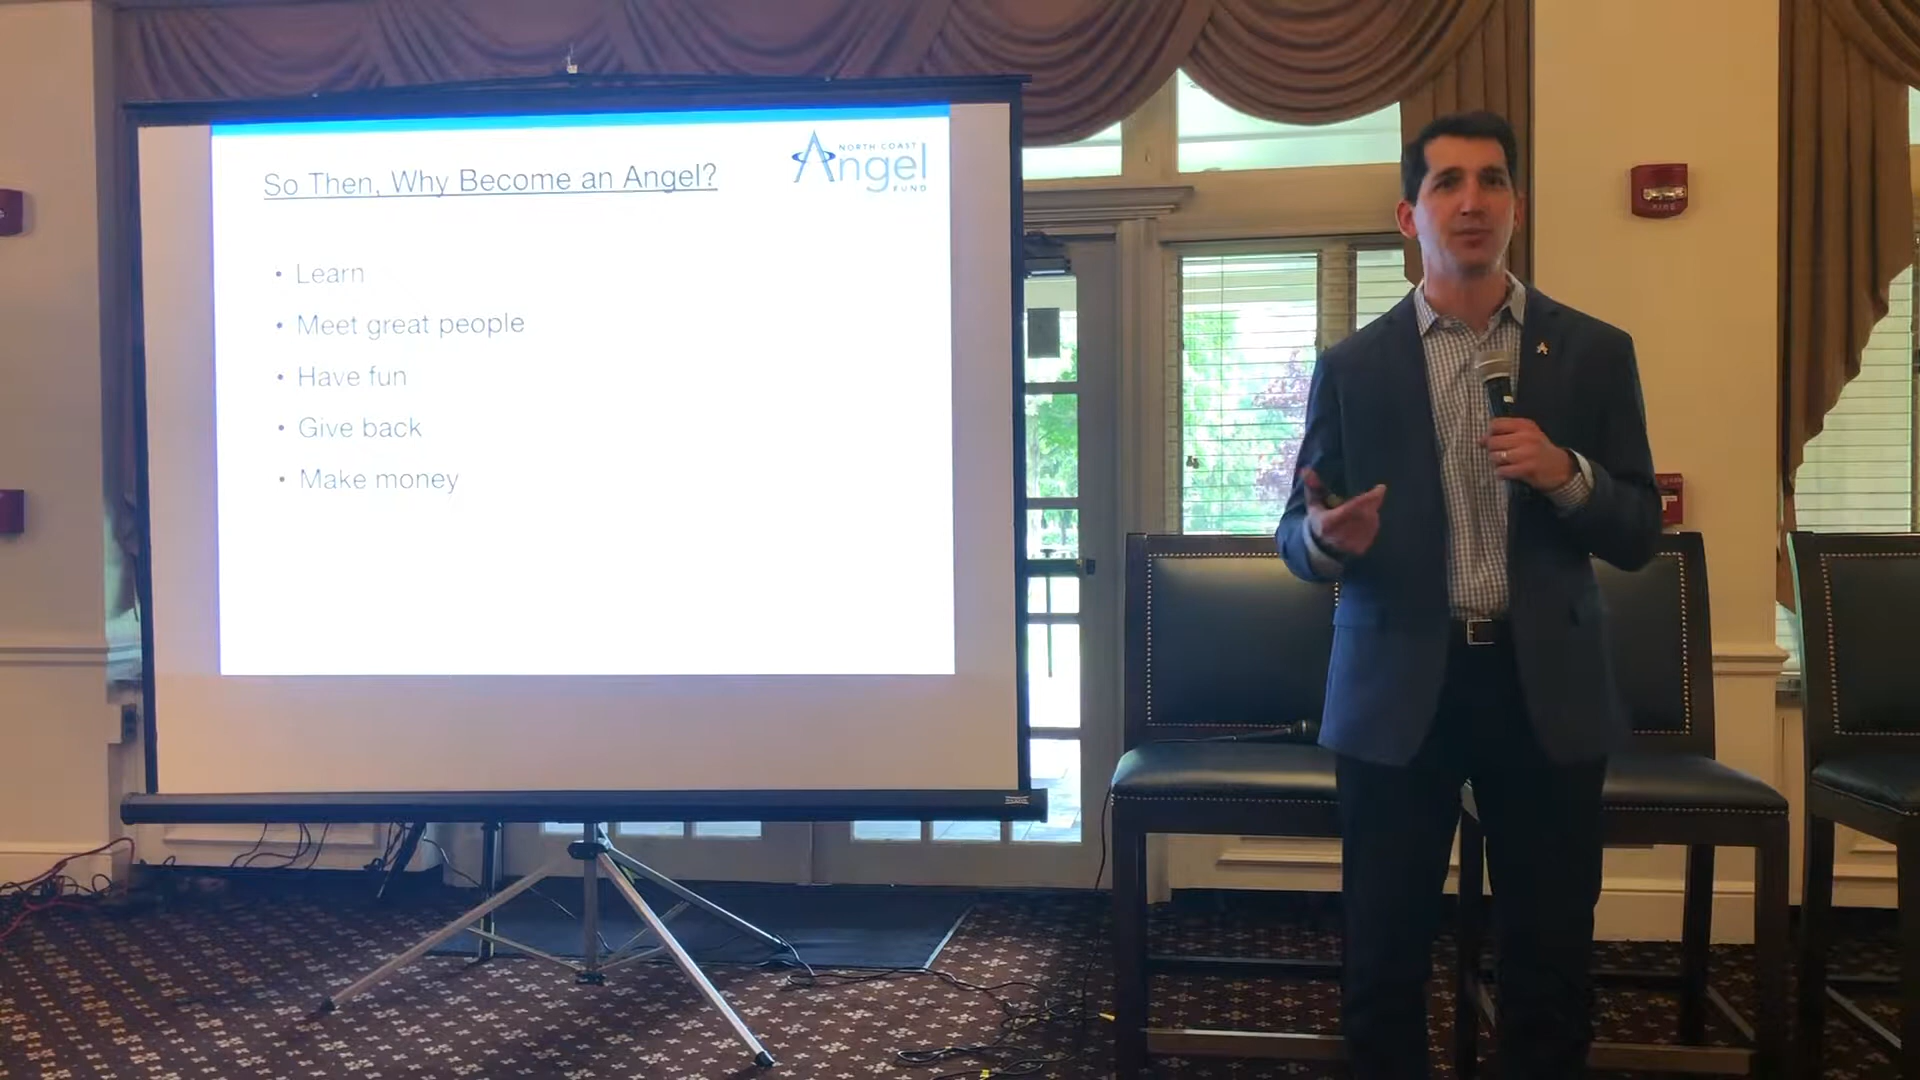 So Then, Why Become an Angel?
NORTH COAST
Angel
FUND
• Learn
• Meet great people
• Have fun
• Give back
• Make money